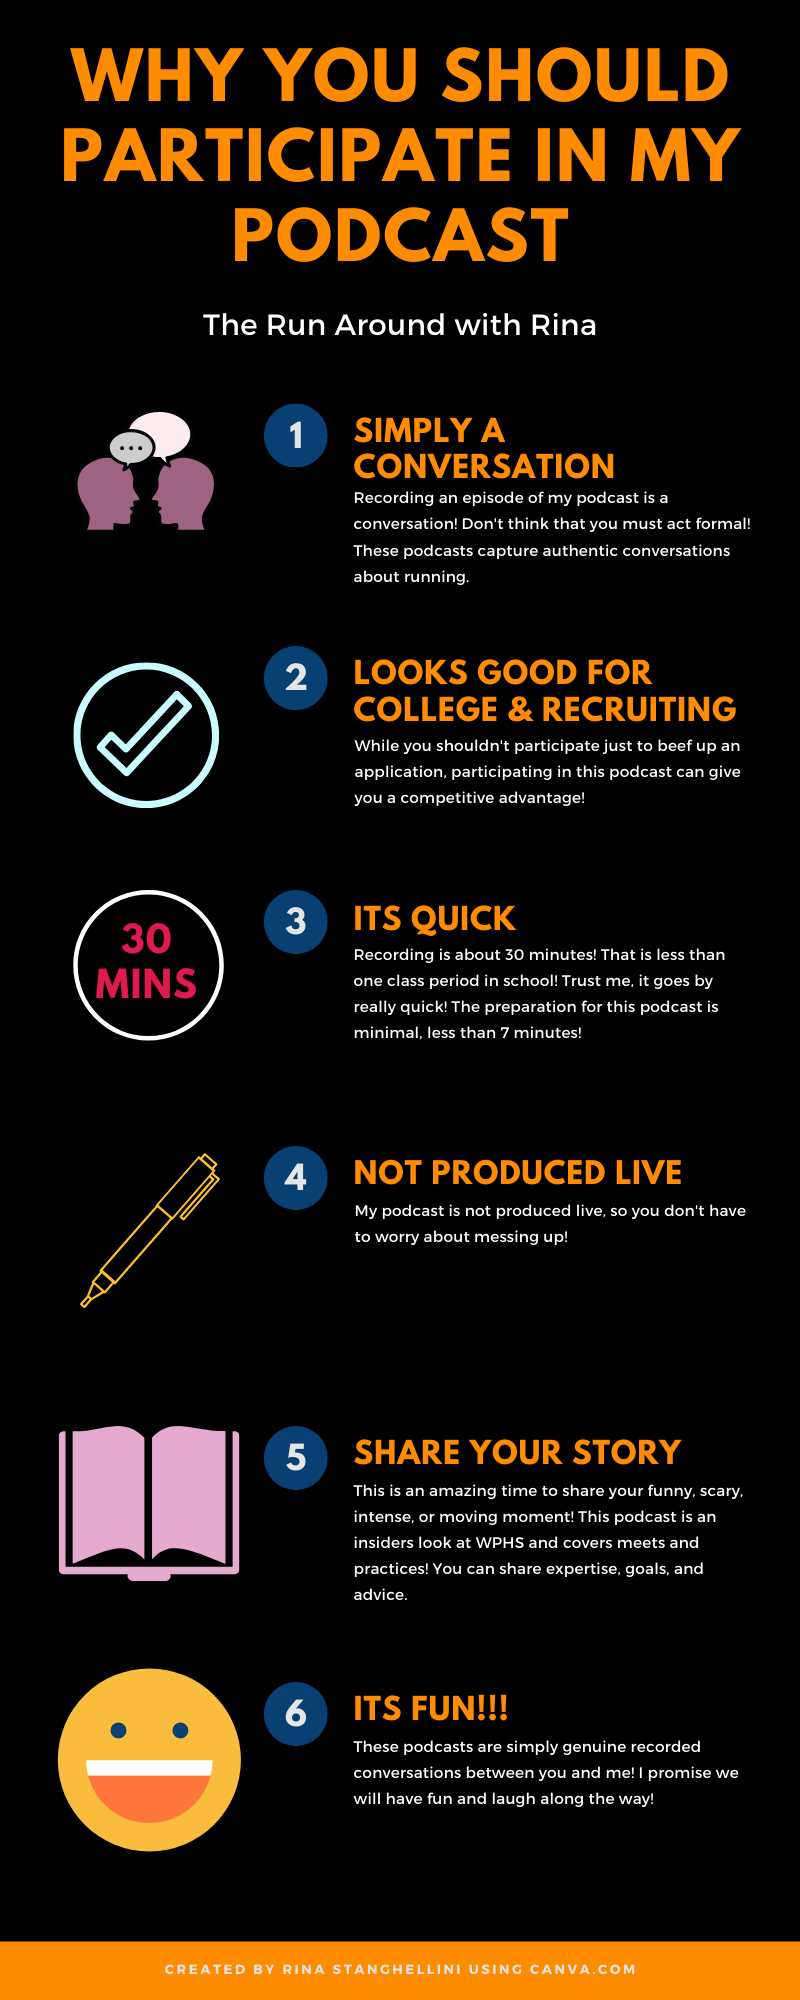 WHY YOU SHOULD
PARTICIPATE IN MY
PODCAST
The Run Around with Rina
1
SIMPLY A
CONVERSATION
Recording an episode of my podcast is a
conversation! Don't think that you must act formal!
These podcasts capture authentic conversations
about running.
2
LOOKS GOOD FOR
COLLEGE & RECRUITING
While you shouldn't participate just to beef up an
application, participating in this podcast can give
you a competitive advantage!
30
MINS
3
ITS QUICK
Recording is about 30 minutes! That is less than
one class period in school! Trust me, it goes by
really quick! The preparation for this podcast is
minimal, less than 7 minutes!
4
NOT PRODUCED LIVE
My podcast is not produced live, so you don't have
to worry about messing up!
5
SHARE YOUR STORY
This is an amazing time to share your funny, scary,
intense, or moving moment! This podcast is an
insiders look at WPHS and covers meets and
practices! You can share expertise, goals, and
advice.
6
ITS FUN!!!
These podcasts are simply genuine recorded
conversations between you and me! I promise we
will have fun and laugh along the way!
CREATED BY RINA STANGHELLINI USING CANVA.COM